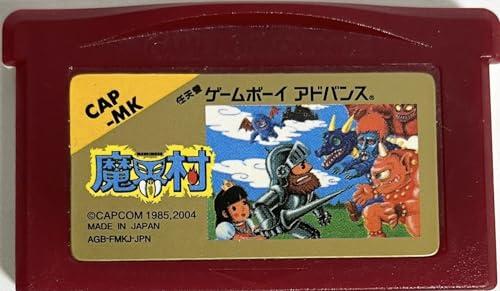 CAP
-MK
任天堂 ゲームボーイ アドバンス®
魔界村
©CAPCOM 1985,2004
MADE IN JAPAN
AGB-FMKJ-JPN